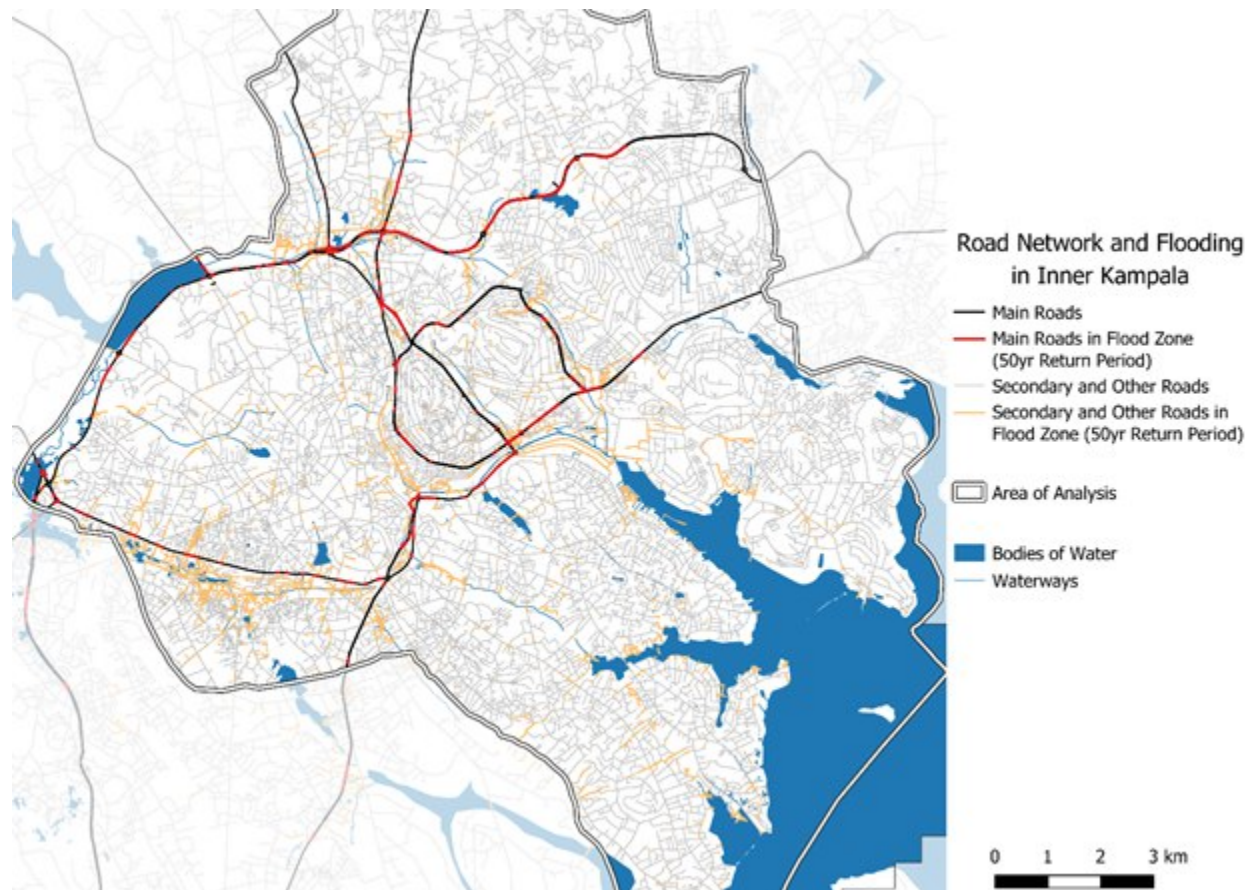 Road Network and Flooding
in Inner Kampala
Main Roads
Main Roads in Flood Zone
(50yr Return Period)
Secondary and Other Roads
Secondary and Other Roads in
Flood Zone (50yr Return Period)
Area of Analysis
Bodies of Water
Waterways
0 1 2 3 km